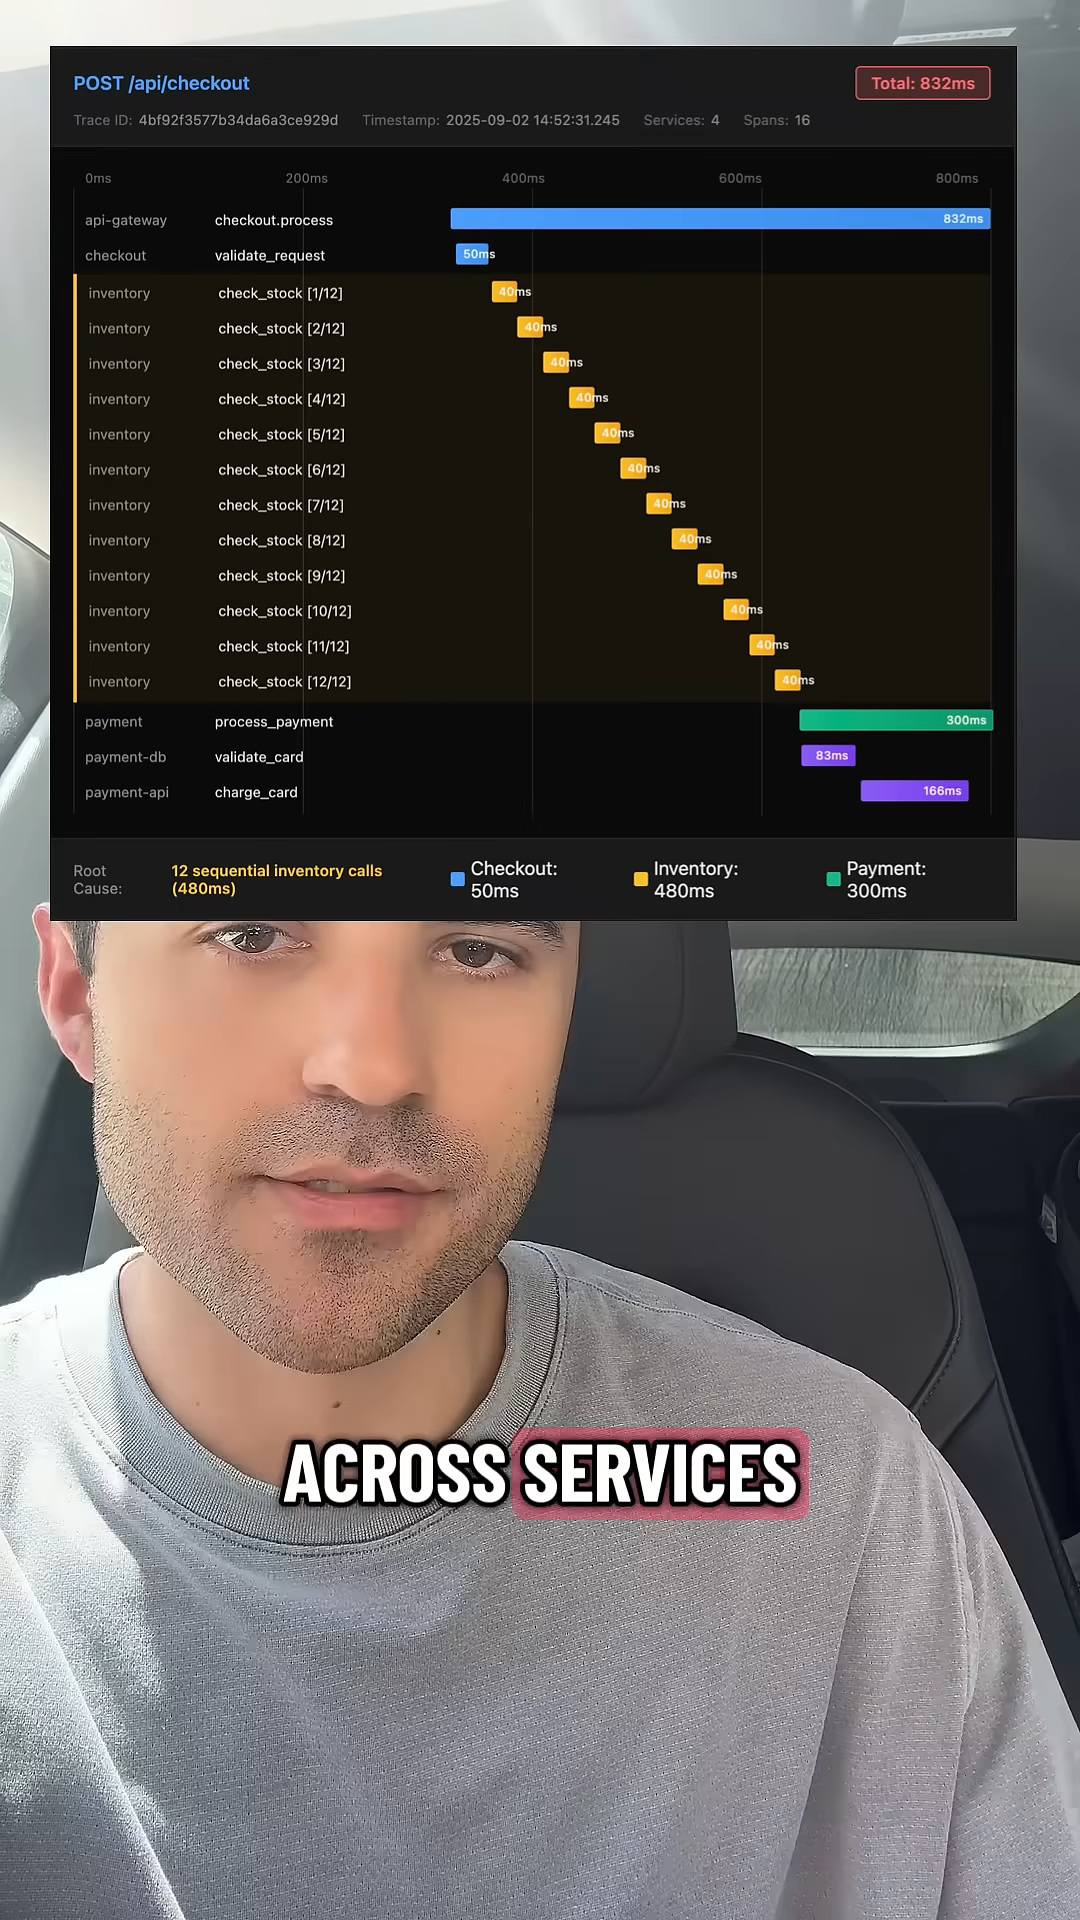 POST /api/checkout
Total: 832ms
Trace ID: 4bf92f3577b34da6a3ce929d Timestamp: 2025-09-02 14:52:31.245 Services: 4 Spans: 16
0ms 200ms 400ms 600ms 800ms
api-gateway checkout.process 832ms
checkout validate_request 50ms
inventory check_stock [1/12] 40ms
inventory check_stock [2/12] 40ms
inventory check_stock [3/12] 40ms
inventory check_stock [4/12] 40ms
inventory check_stock [5/12] 40ms
inventory check_stock [6/12] 40ms
inventory check_stock [7/12] 40ms
inventory check_stock [8/12] 40ms
inventory check_stock [9/12] 40ms
inventory check_stock [10/12] 40ms
inventory check_stock [11/12] 40ms
inventory check_stock [12/12] 40ms
payment process_payment 300ms
payment-db validate_card 83ms
payment-api charge_card 166ms
Root
Cause:
12 sequential inventory calls
(480ms)
Checkout:
50ms
Inventory:
480ms
Payment:
300ms
ACROSS SERVICES